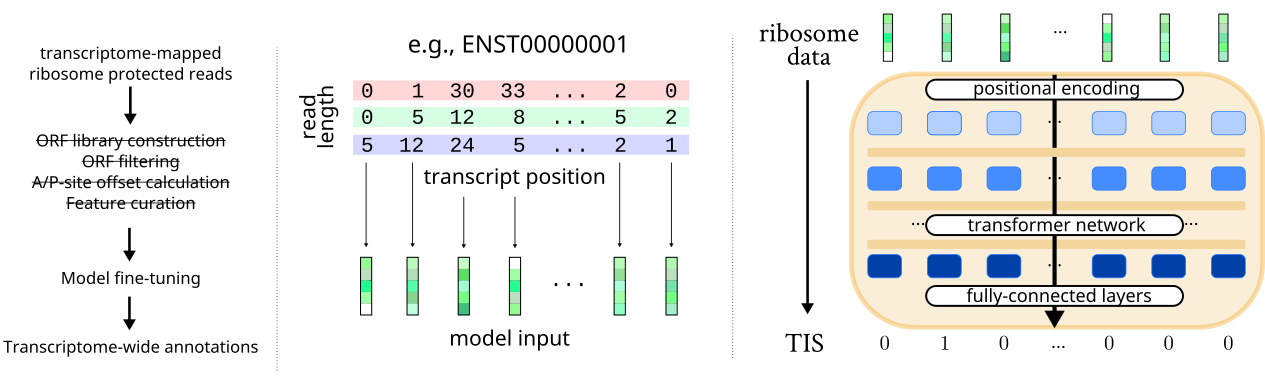 transcriptome-mapped
ribosome protected reads
ORF library construction
ORF filtering
A/P-site offset calculation
Feature curation
Model fine-tuning
Transcriptome-wide annotations
e.g., ENST00000001
read
length
0 1 30 33 ... 2 0
0 5 12 8 ... 5 2
5 12 24 5 ... 2 1
transcript position
...
model input
ribosome
data
...
positional encoding
...
...
... transformer network ...
...
fully-connected layers
TIS
0 1 0 ... 0 0 0